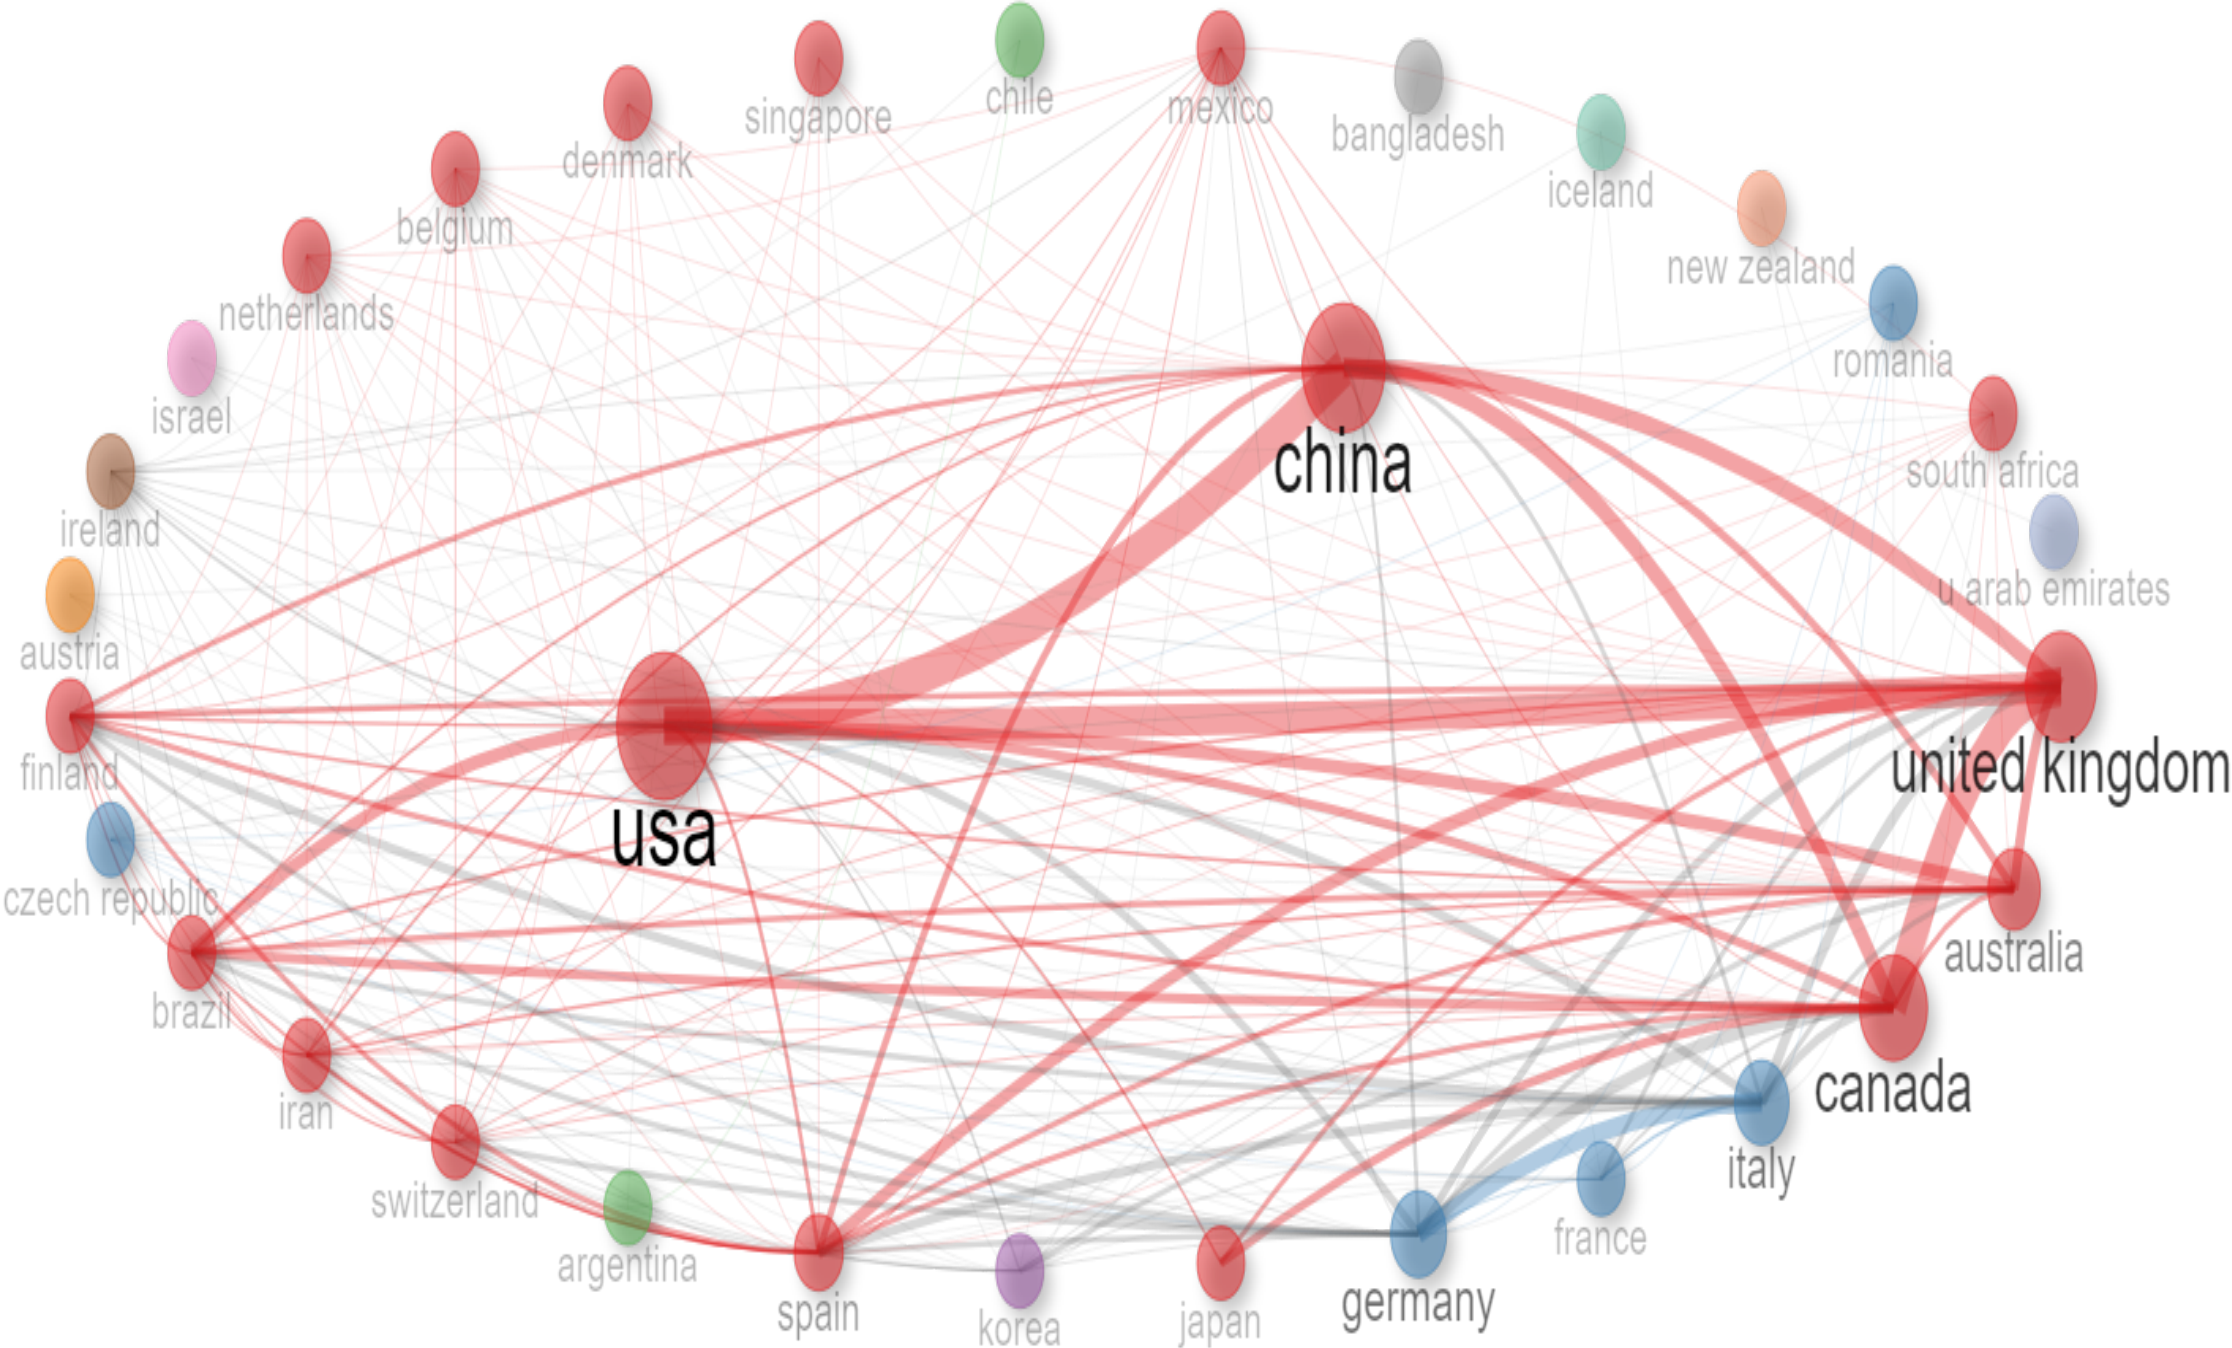 chile
mexico
singapore
bangladesh
denmark
iceland
belgium
new zealand
netherlands
romania
israel
china
south africa
ireland
u arab emirates
austria
finland
usa
united kingdom
czech republic
australia
brazil
iran
canada
switzerland
italy
argentina
france
spain
korea
japan
germany